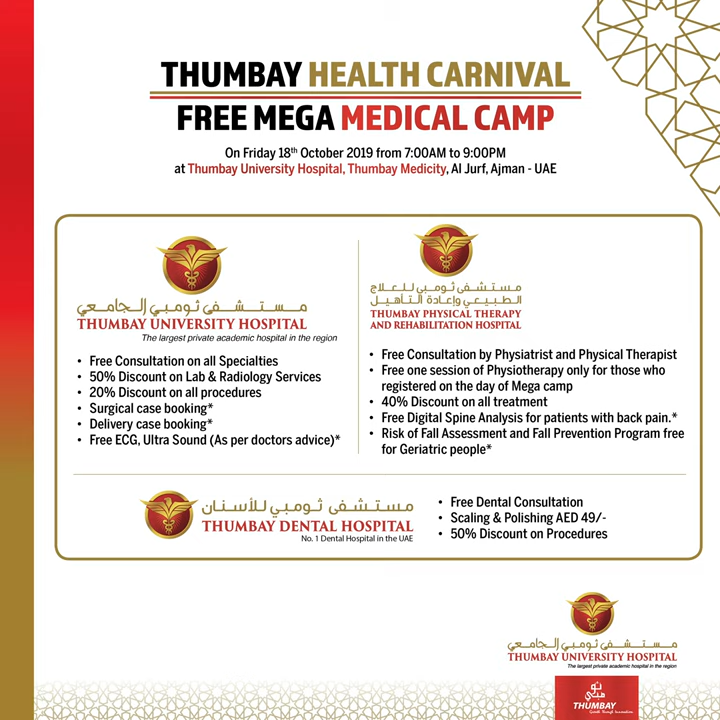 THUMBAY HEALTH CARNIVAL
FREE MEGA MEDICAL CAMP
On Friday 18th October 2019 from 7:00AM to 9:00PM
at Thumbay University Hospital, Thumbay Medicity, Al Jurf, Ajman - UAE
مستشفى ثومبي الجامعي
THUMBAY UNIVERSITY HOSPITAL
The largest private academic hospital in the region
• Free Consultation on all Specialties
• 50% Discount on Lab & Radiology Services
• 20% Discount on all procedures
• Surgical case booking*
• Delivery case booking*
• Free ECG, Ultra Sound (As per doctors advice)*
مستشفى ثومبي للعلاج
الطبيعي وإعادة التأهيل
THUMBAY PHYSICAL THERAPY
AND REHABILITATION HOSPITAL
• Free Consultation by Physiatrist and Physical Therapist
• Free one session of Physiotherapy only for those who
registered on the day of Mega camp
• 40% Discount on all treatment
• Free Digital Spine Analysis for patients with back pain.*
• Risk of Fall Assessment and Fall Prevention Program free
for Geriatric people*
مستشفى ثومبي للأسنان
THUMBAY DENTAL HOSPITAL
No. 1 Dental Hospital in the UAE
• Free Dental Consultation
• Scaling & Polishing AED 49/-
• 50% Discount on Procedures
مستشفى ثومبي الجامعي
THUMBAY UNIVERSITY HOSPITAL
The largest private academic hospital in the region
ثومبي
THUMBAY
Growth Through Innovation